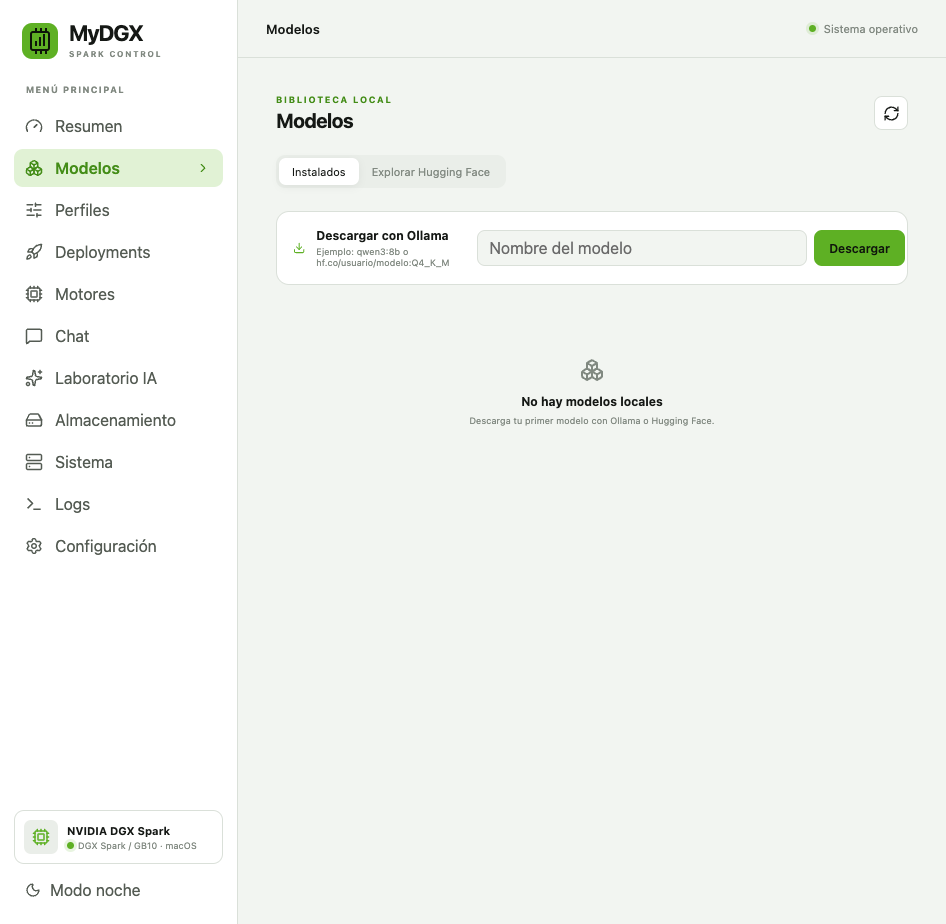 MyDGX
SPARK CONTROL
MENÚ PRINCIPAL
Resumen
Modelos
Perfiles
Deployments
Motores
Chat
Laboratorio IA
Almacenamiento
Sistema
Logs
Configuración
NVIDIA DGX Spark
DGX Spark / GB10 · macOS
Modo noche
Modelos
Sistema operativo
BIBLIOTECA LOCAL
Modelos
Instalados
Explorar Hugging Face
Descargar con Ollama
Ejemplo: qwen3:8b o
hf.co/usuario/modelo:Q4_K_M
Nombre del modelo
Descargar
No hay modelos locales
Descarga tu primer modelo con Ollama o Hugging Face.